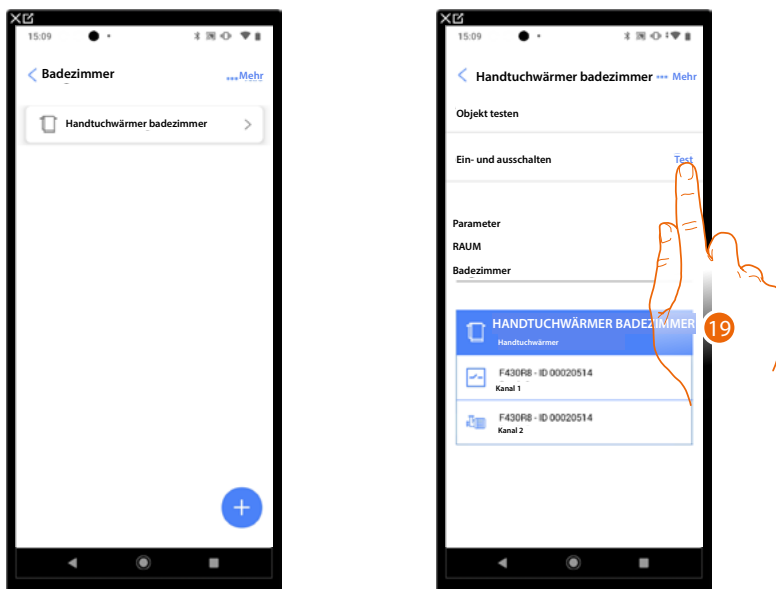 15:09
Badezimmer
...Mehr
Handtuchwärmer badezimmer
15:09
Handtuchwärmer badezimmer ... Mehr
Objekt testen
Ein- und ausschalten Test
Parameter
RAUM
Badezimmer
HANDTUCHWÄRMER BADEZIMMER
Handtuchwärmer
F430R8 - ID 00020514
Kanal 1
F430R8 - ID 00020514
Kanal 2
19